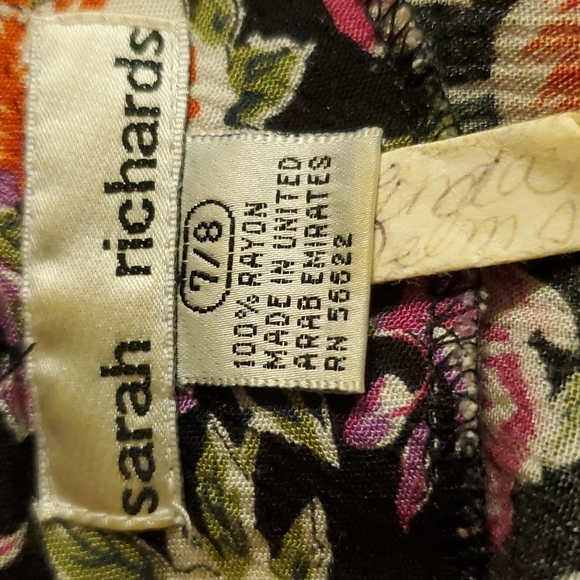 sarah richards
7/8
100% RAYON
MADE IN UNITED
ARAB EMIRATES
RN 56622